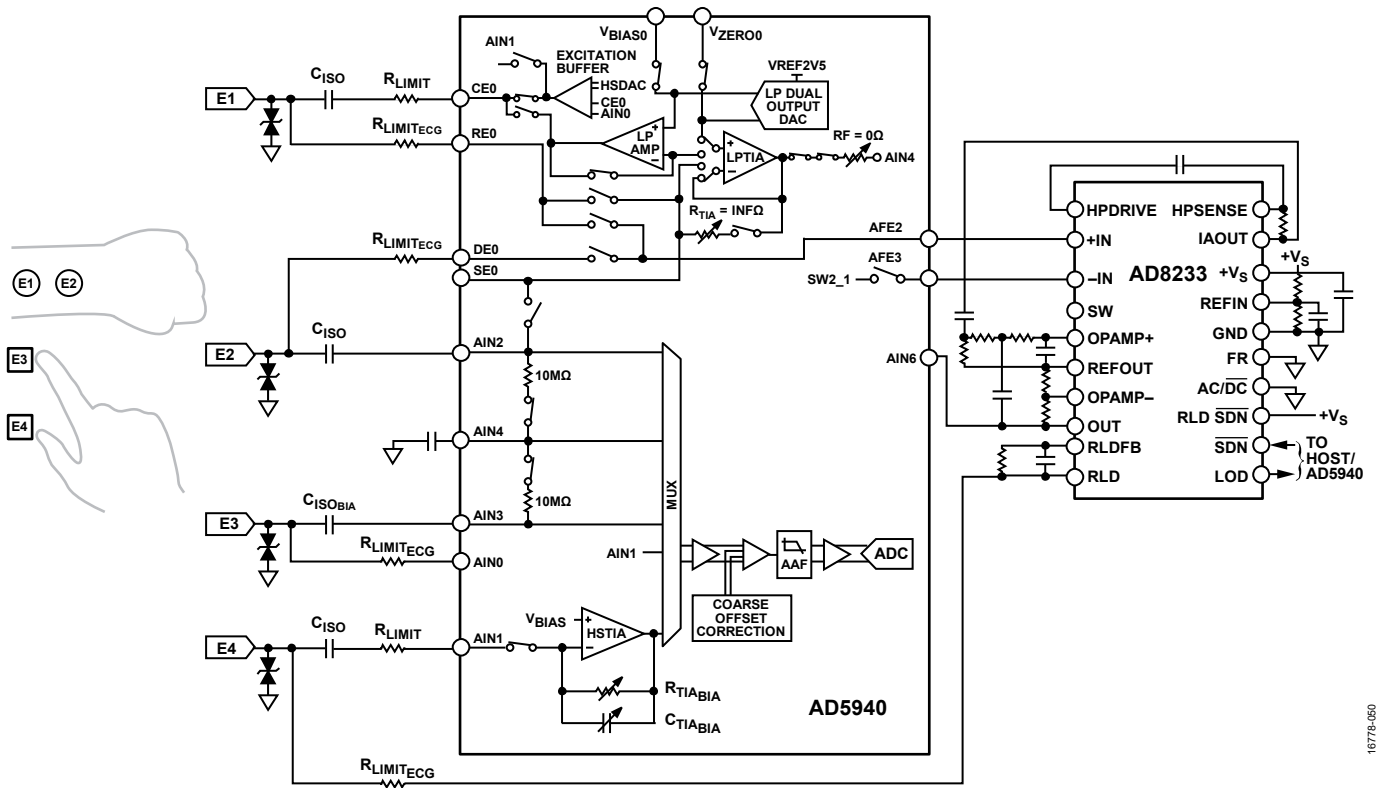 VBIAS0
VZERO0
AIN1
EXCITATION
BUFFER
HSDAC
CE0
AIN0
VREF2V5
LP DUAL
OUTPUT
DAC
E1
CISO
RLIMIT
CE0
RLIMITECG
RE0
LP
AMP
+
–
+
–
LPTIA
RF = 0Ω
AIN4
RTIA = INFΩ
RLIMITECG
DE0
SE0
AFE2
AFE3
SW2_1
E1
E2
E3
E4
E2
CISO
AIN2
10MΩ
AIN4
10MΩ
AIN6
MUX
E3
CISOBIA
AIN3
RLIMITECG
AIN0
AIN1
AAF
ADC
COARSE
OFFSET
CORRECTION
E4
CISO
RLIMIT
AIN1
VBIAS
+
–
HSTIA
RTIABIA
CTIABIA
AD5940
RLIMITECG
HPDRIVE
+IN
–IN
SW
OPAMP+
REFOUT
OPAMP–
OUT
RLDFB
RLD
AD8233
HPSENSE
IAOUT
+VS
REFIN
GND
FR
AC/DC
RLD SDN
SDN
LOD
+VS
+VS
TO
HOST/
AD5940
16778-050